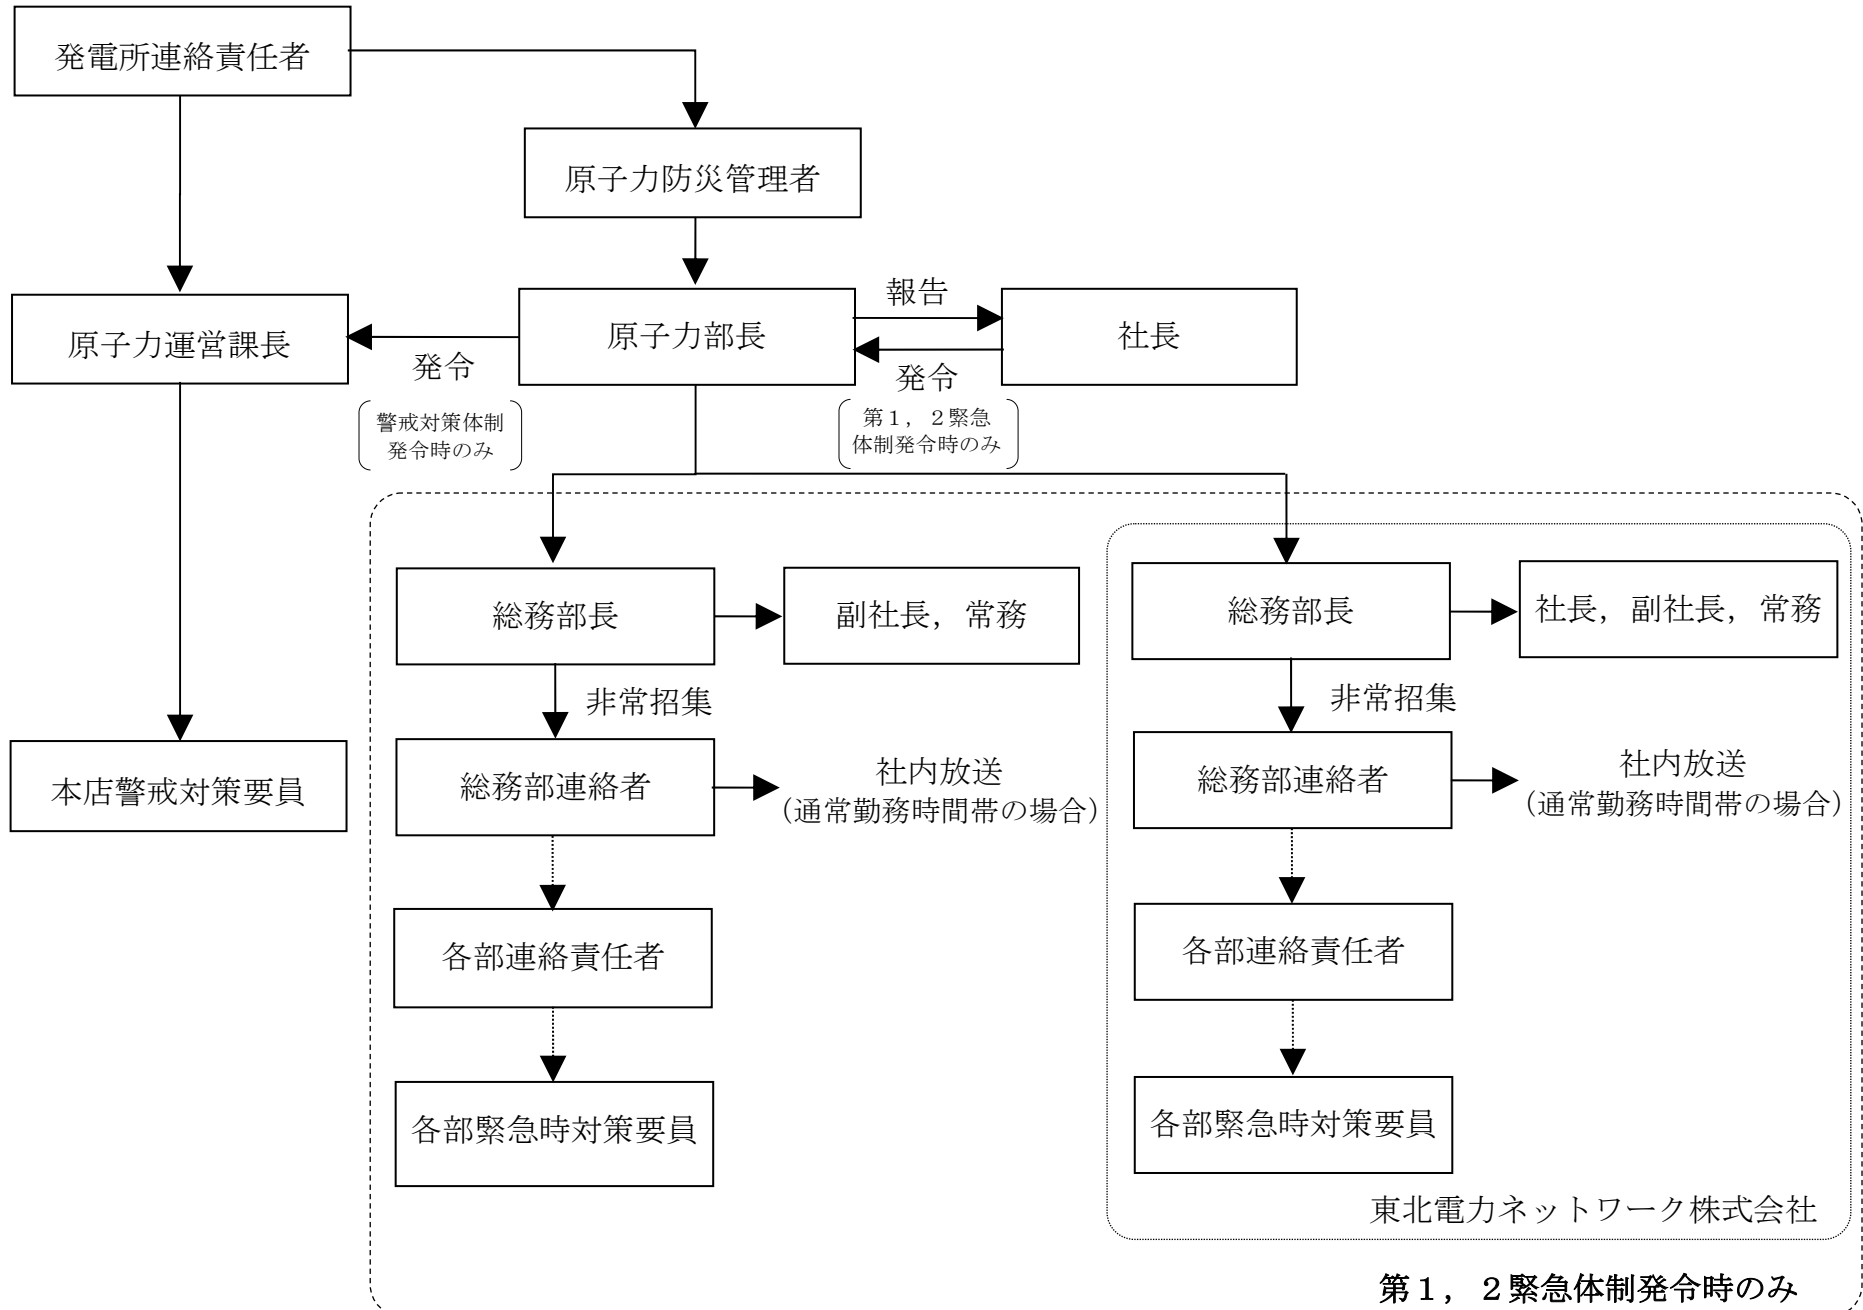 発電所連絡責任者
原子力防災管理者
原子力運営課長
原子力部長
報告
社長
発令
警戒対策体制
発令時のみ
発令
第1,2緊急
体制発令時のみ
総務部長
副社長,常務
総務部長
社長,副社長,常務
非常招集
非常招集
本店警戒対策要員
総務部連絡者
社内放送
(通常勤務時間帯の場合)
総務部連絡者
社内放送
(通常勤務時間帯の場合)
各部連絡責任者
各部連絡責任者
各部緊急時対策要員
各部緊急時対策要員
東北電力ネットワーク株式会社
第1,2緊急体制発令時のみ